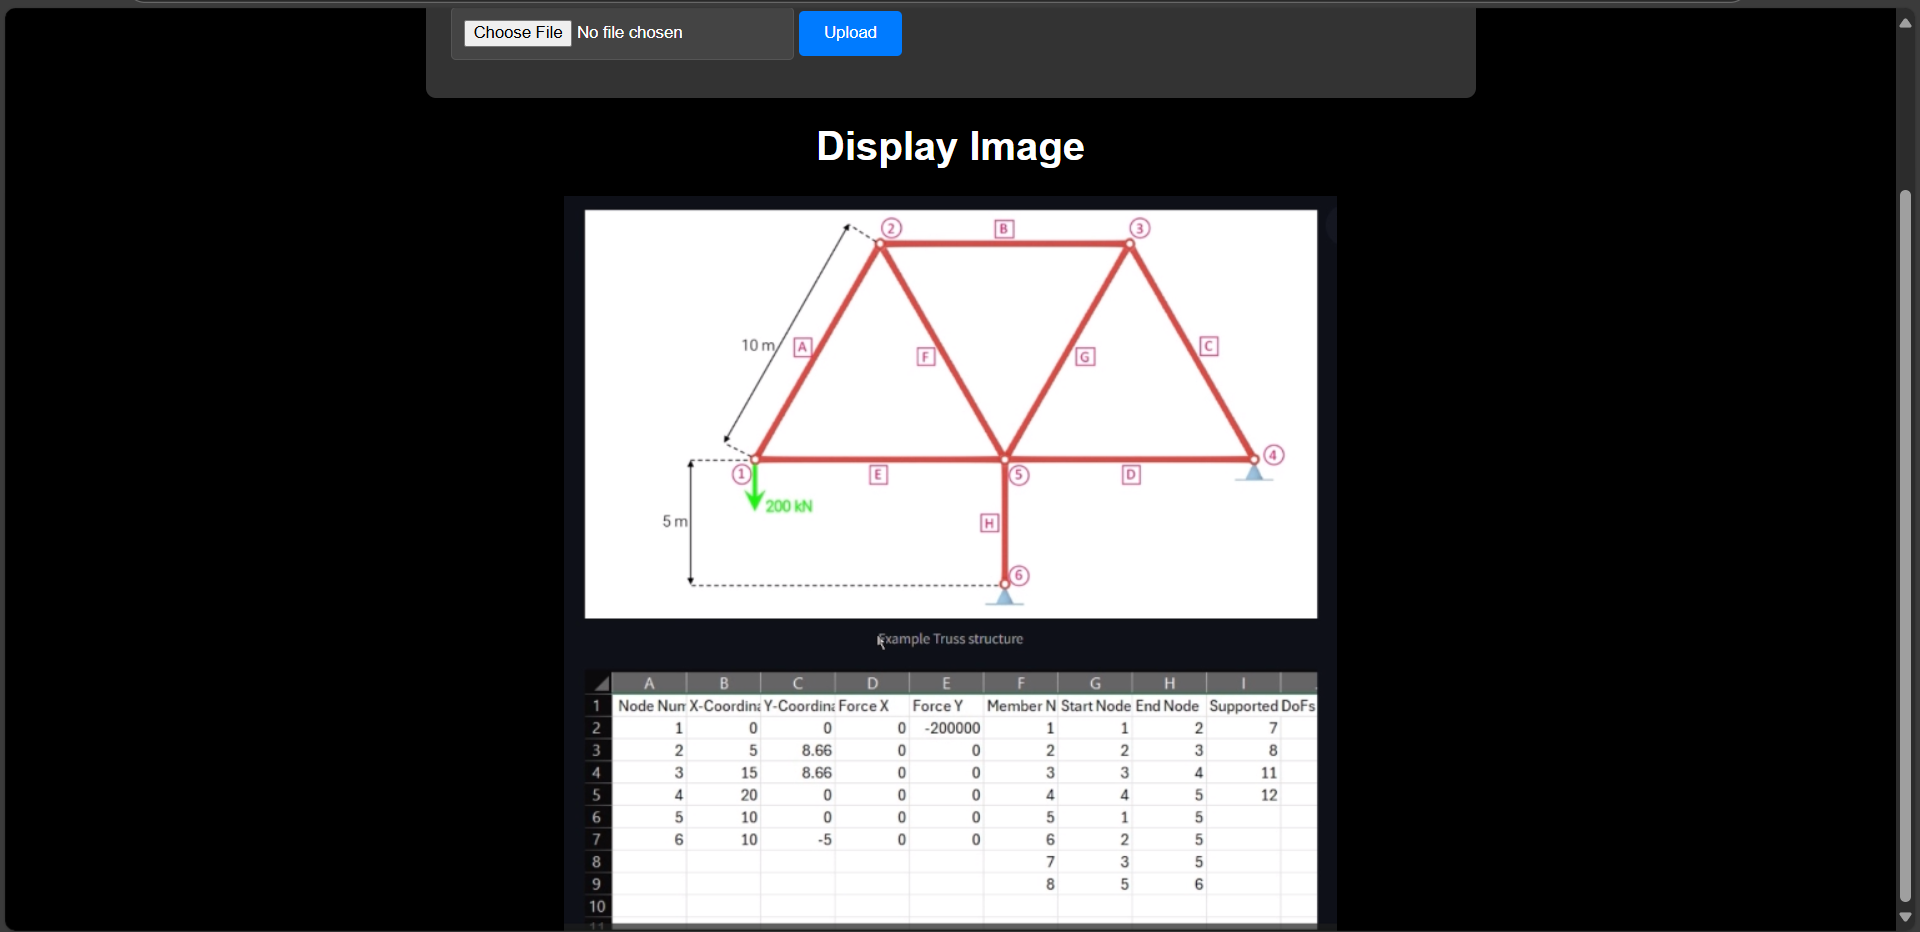 Choose File No file chosen Upload
Display Image
2 B 3
10 m A F G C
1 E 5 D 4
200 kN
5 m H
6
Example Truss structure
A B C D E F G H I
1 Node Num X-Coordina Y-Coordina Force X Force Y Member N Start Node End Node Supported DoFs
2 1 0 0 0 -200000 1 1 2 7
3 2 5 8.66 0 0 2 2 3 8
4 3 15 8.66 0 0 3 3 4 11
5 4 20 0 0 0 4 4 5 12
6 5 10 0 0 0 5 1 5
7 6 10 -5 0 0 6 2 5
8 7 3 5
9 8 5 6
10
11